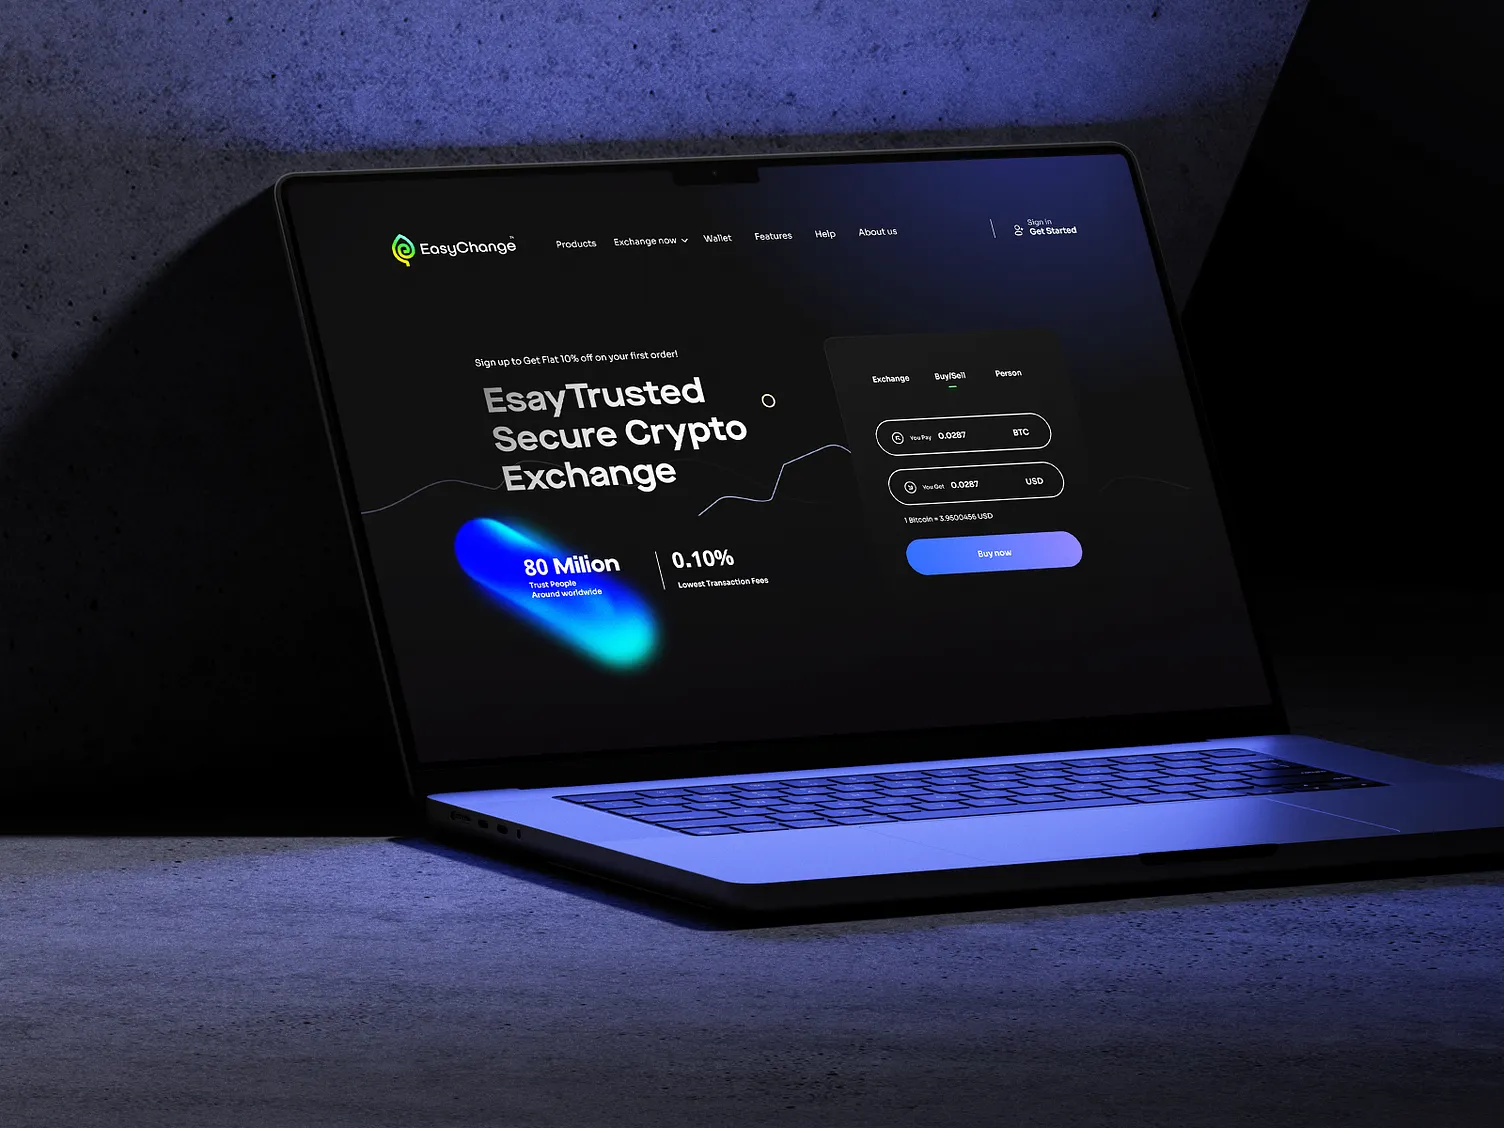 EasyChange™
Products
Exchange now
Wallet
Features
Help
About us
Sign in
Get Started
Sign up to Get Flat 10% off on your first order!
EsayTrusted
Secure Crypto
Exchange
80 Milion
Trust People
Around worldwide
0.10%
Lowest Transaction Fees
Exchange
Buy/Sell
Person
You Pay 0.0287 BTC
You Get 0.0287 USD
1 Bitcoin = 3.9500456 USD
Buy now